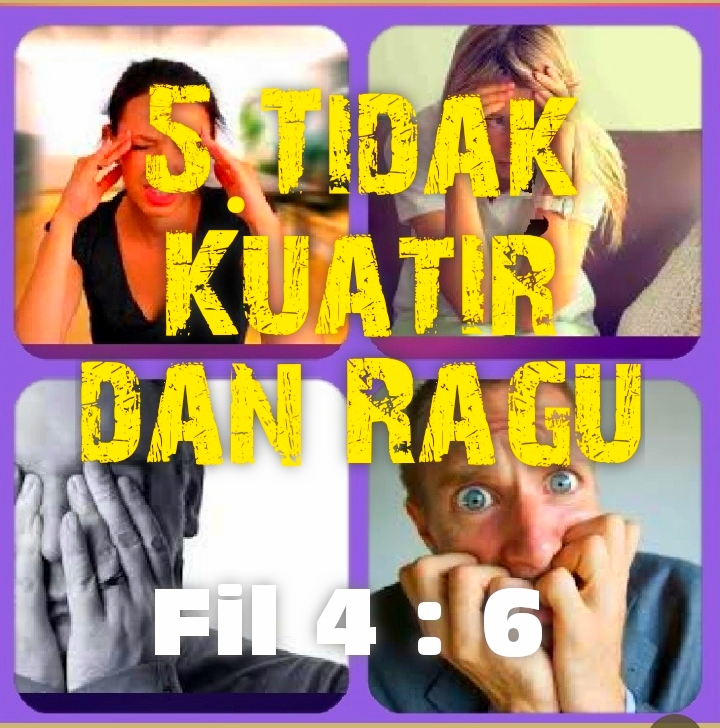 5. TIDAK
KUATIR
DAN RAGU
Fil 4 : 6